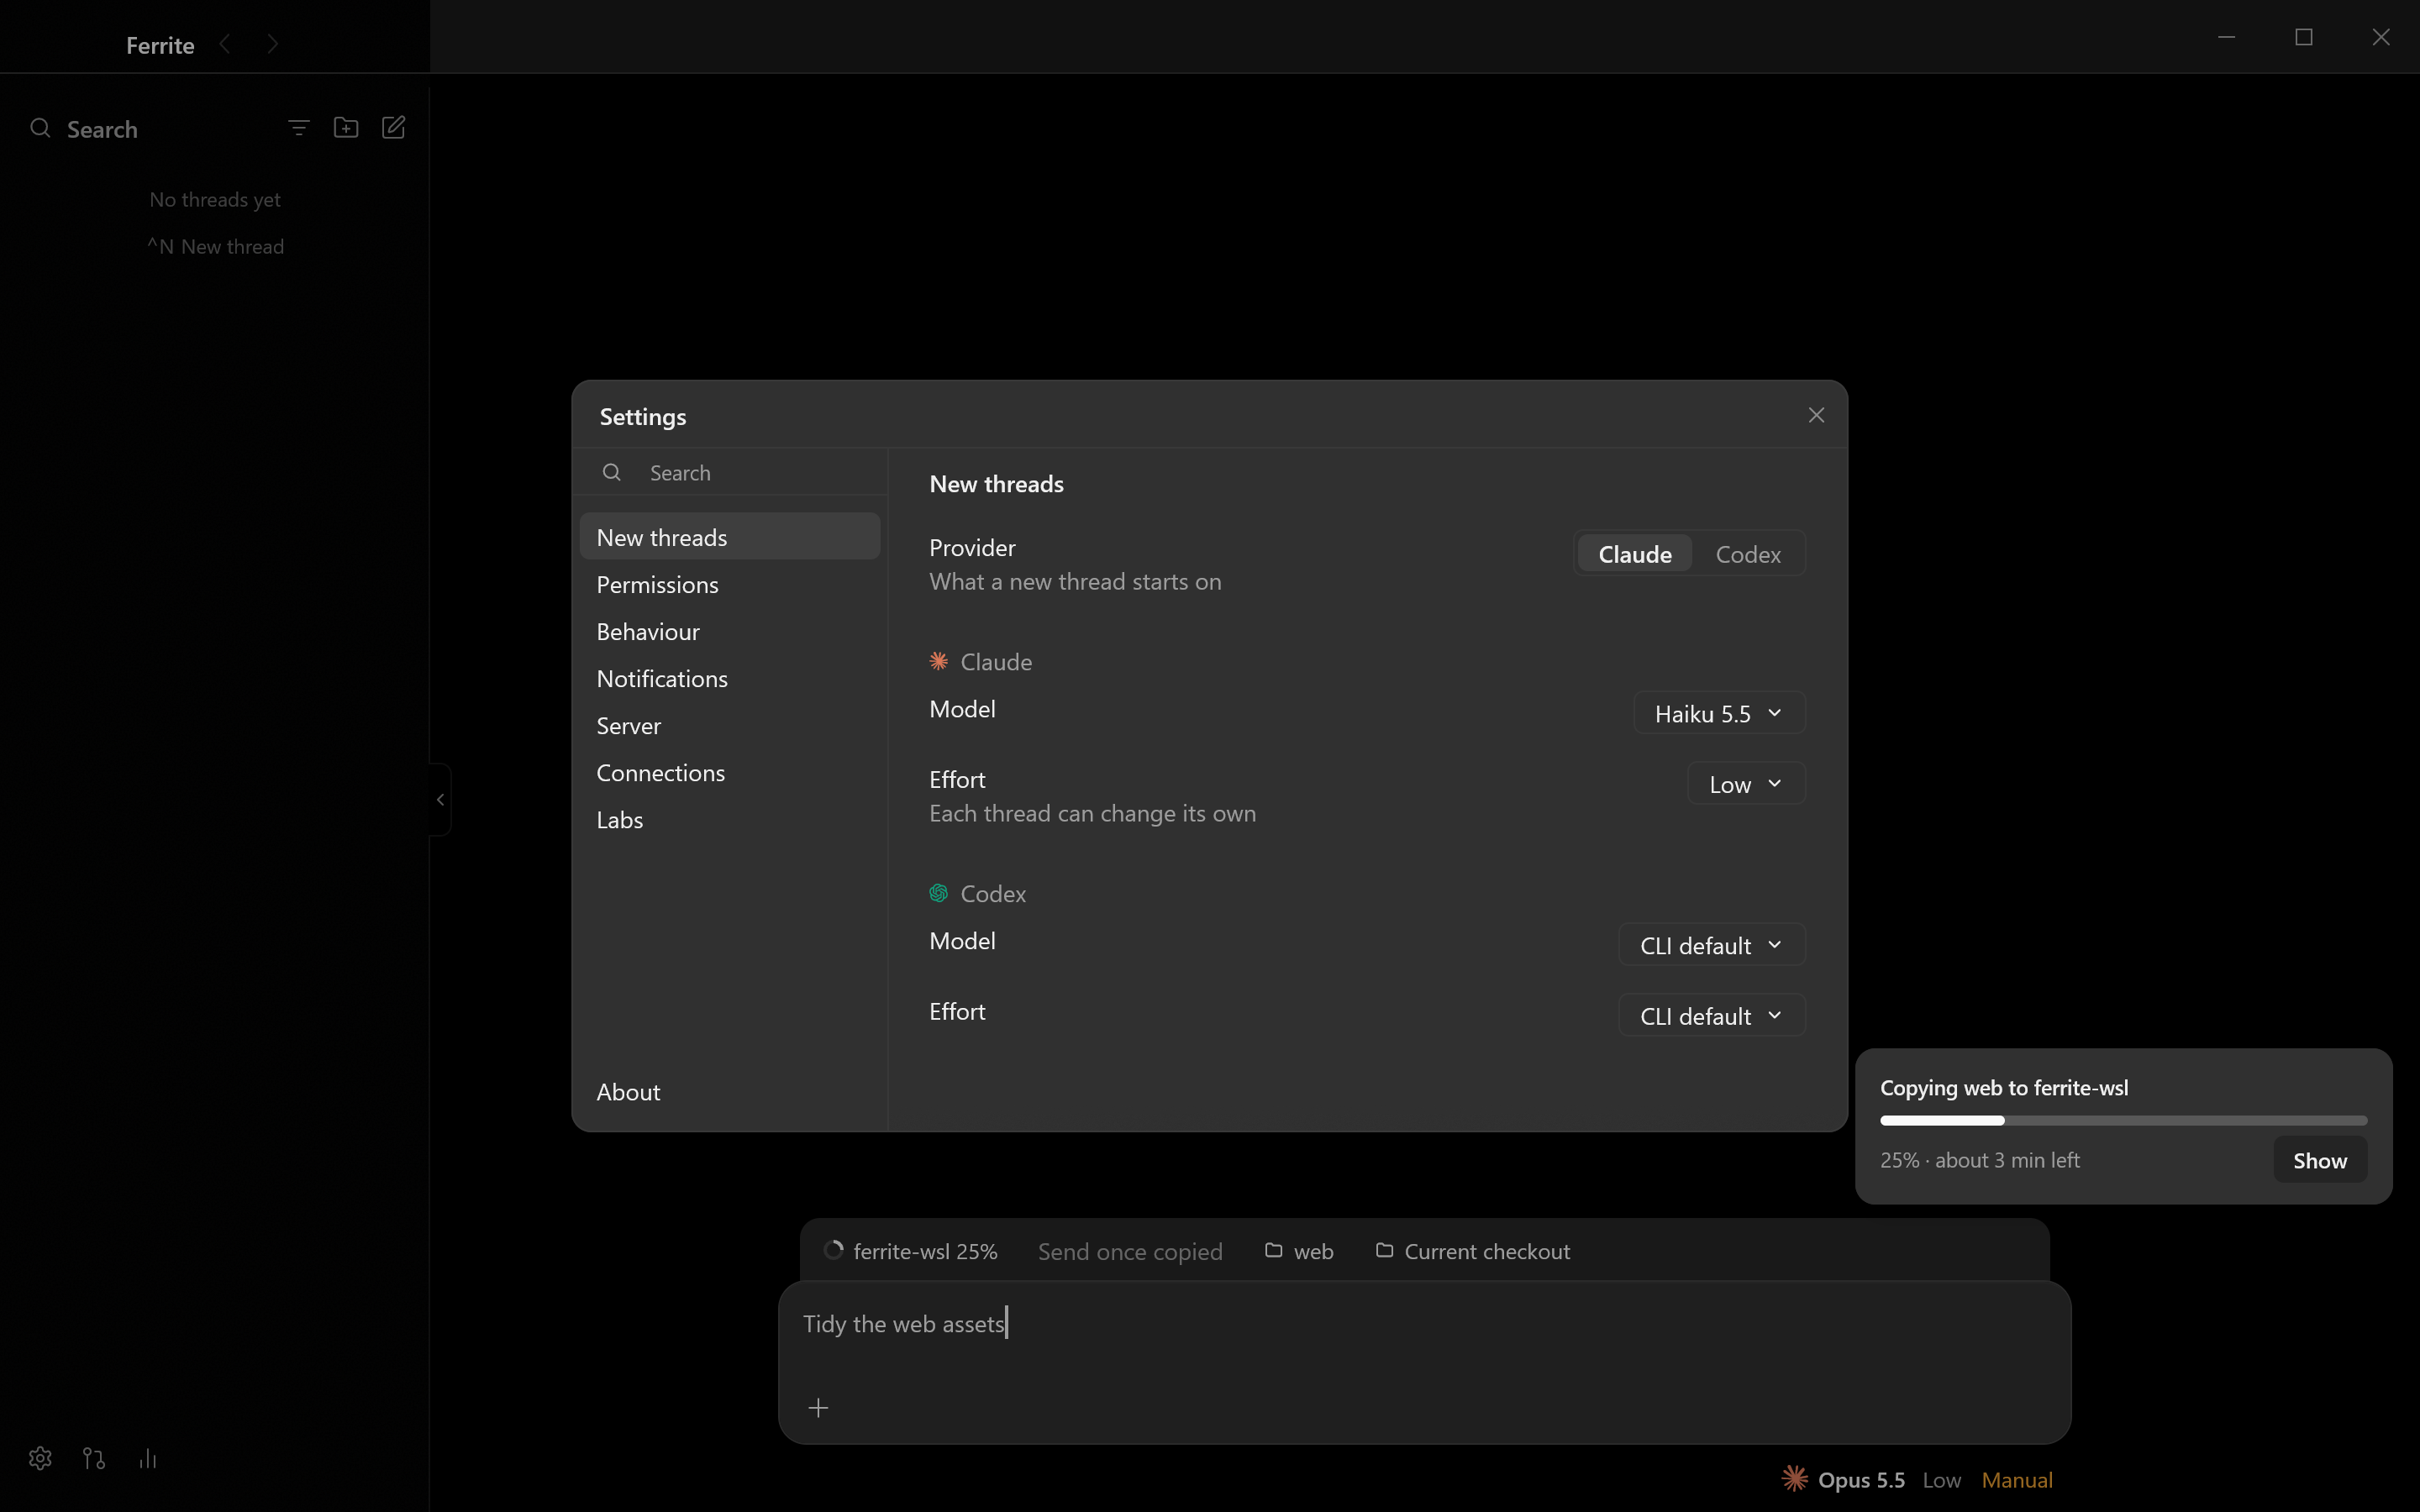 Ferrite
Search
No threads yet
^N New thread
Settings
Search
New threads
Permissions
Behaviour
Notifications
Server
Connections
Labs
About
New threads
Provider
What a new thread starts on
Claude Codex
Claude
Model
Haiku 5.5
Effort
Low
Each thread can change its own
Codex
Model
CLI default
Effort
CLI default
Copying web to ferrite-wsl
25% · about 3 min left
Show
ferrite-wsl 25% Send once copied web Current checkout
Tidy the web assets
Opus 5.5 Low Manual